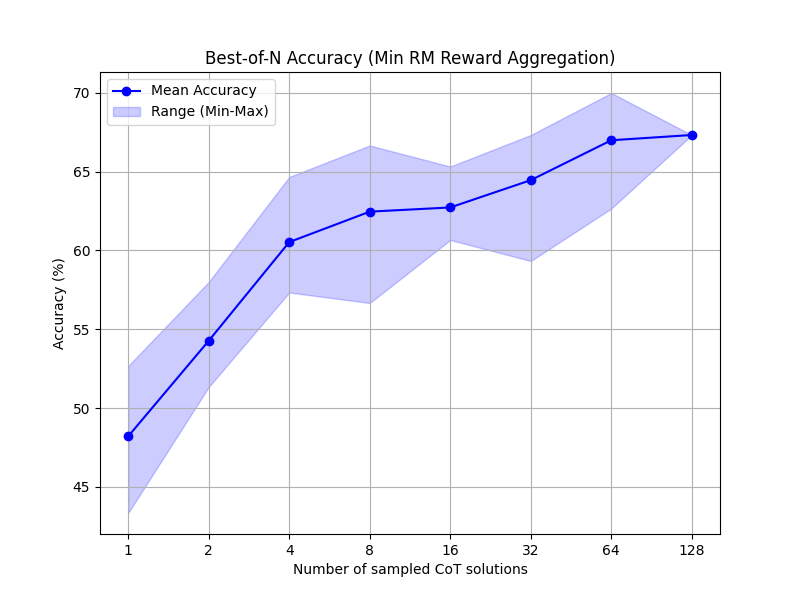 Best-of-N Accuracy (Min RM Reward Aggregation)
Mean Accuracy
Range (Min-Max)
Accuracy (%)
70
65
60
55
50
45
1 2 4 8 16 32 64 128
Number of sampled CoT solutions